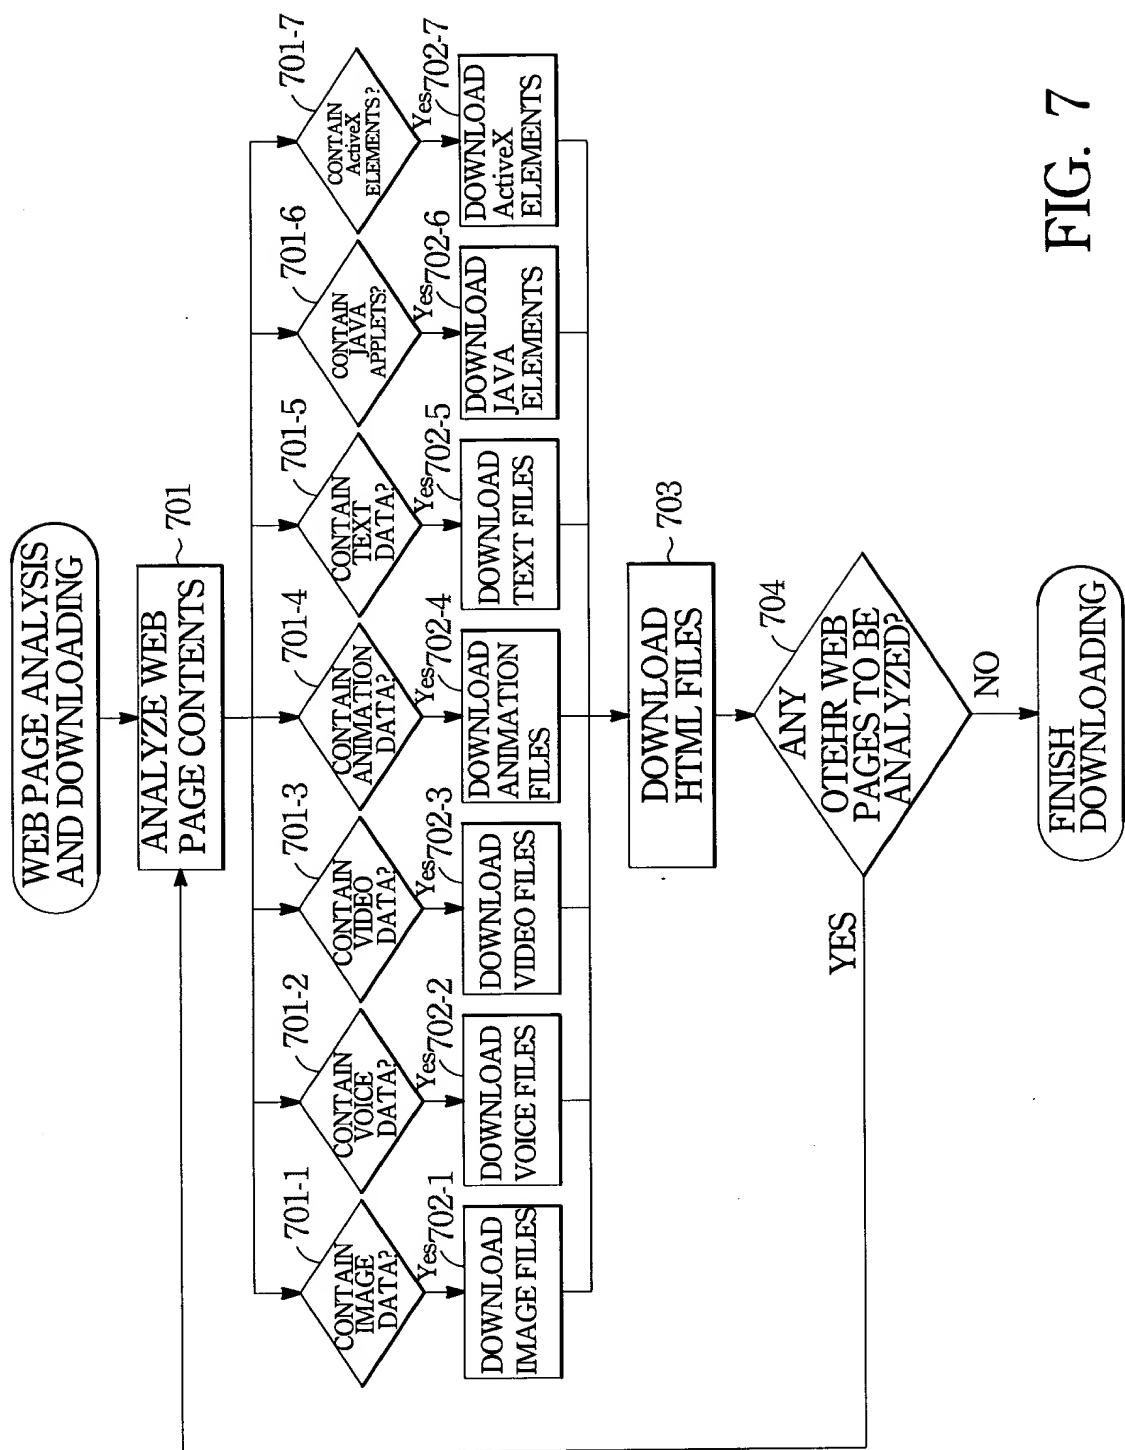 WEB PAGE ANALYSIS
AND DOWNLOADING
701
ANALYZE WEB
PAGE CONTENTS
701-1
CONTAIN
IMAGE
DATA?
701-2
CONTAIN
VOICE
DATA?
701-3
CONTAIN
VIDEO
DATA?
701-4
CONTAIN
ANIMATION
DATA?
701-5
CONTAIN
TEXT
DATA?
701-6
CONTAIN
JAVA
APPLETS?
701-7
CONTAIN
ActiveX
ELEMENTS?
Yes
702-1
DOWNLOAD
IMAGE FILES
Yes
702-2
DOWNLOAD
VOICE FILES
Yes
702-3
DOWNLOAD
VIDEO FILES
Yes
702-4
DOWNLOAD
ANIMATION
FILES
Yes
702-5
DOWNLOAD
TEXT FILES
Yes
702-6
DOWNLOAD
JAVA
ELEMENTS
Yes
702-7
DOWNLOAD
ActiveX
ELEMENTS
703
DOWNLOAD
HTML FILES
704
ANY
OTEHR WEB
PAGES TO BE
ANALYZED?
YES
NO
FINISH
DOWNLOADING
FIG. 7